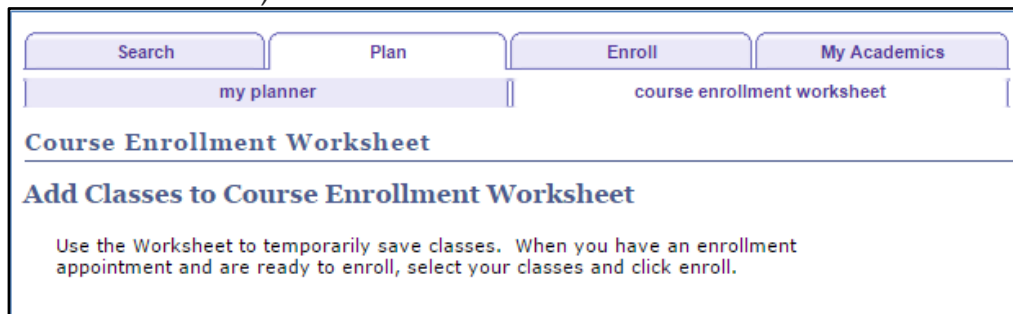 Search Plan Enroll My Academics
my planner course enrollment worksheet
Course Enrollment Worksheet
Add Classes to Course Enrollment Worksheet
Use the Worksheet to temporarily save classes.  When you have an enrollment
appointment and are ready to enroll, select your classes and click enroll.